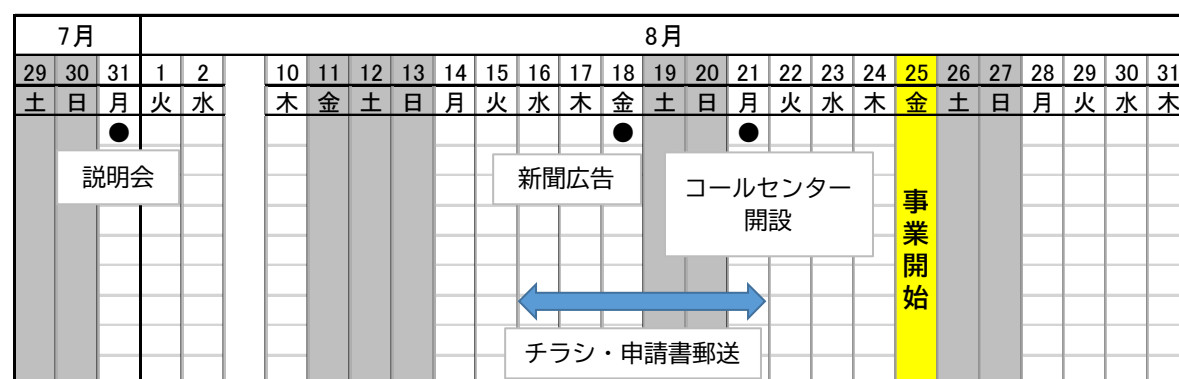 7月 8月
29 30 31 1 2 10 11 12 13 14 15 16 17 18 19 20 21 22 23 24 25 26 27 28 29 30 31
土 日 月 火 水 木 金 土 日 月 火 水 木 金 土 日 月 火 水 木 金 土 日 月 火 水 木
● ● ●
説明会
新聞広告
コールセンター
開設
事業開始
チラシ・申請書郵送